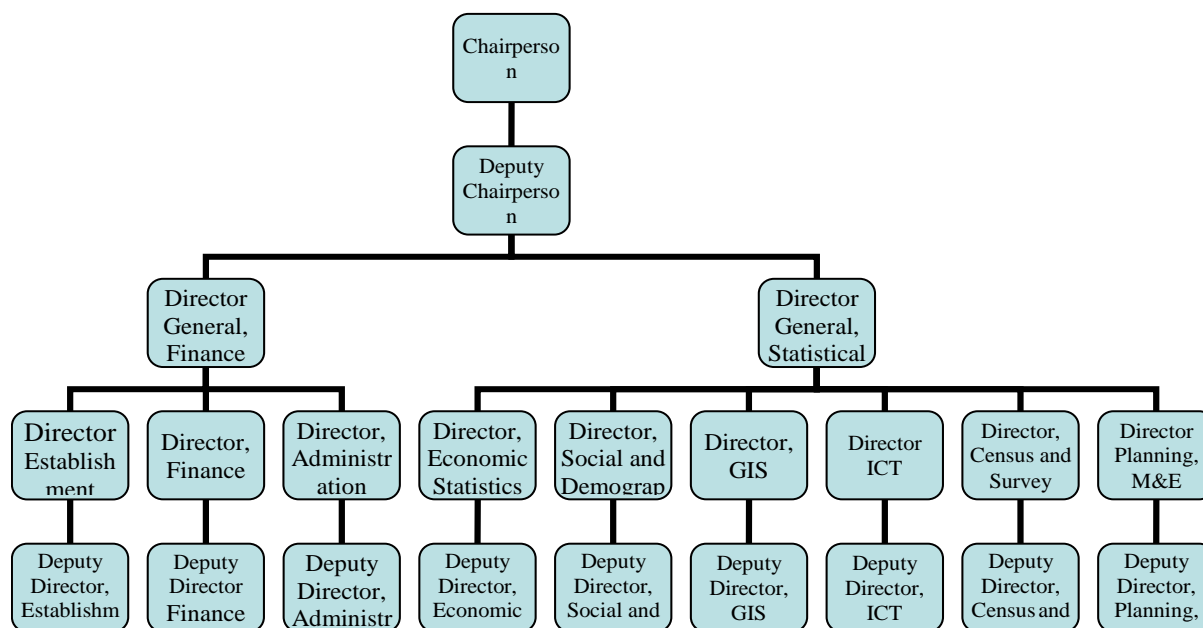 Chairperso
n
Deputy
Chairperso
n
Director
General,
Finance
Director
General,
Statistical
Director
Establish
ment
Director,
Finance
Director,
Administr
ation
Director,
Economic
Statistics
Director,
Social and
Demograp
Director,
GIS
Director
ICT
Director,
Census and
Survey
Director
Planning,
M&E
Deputy
Director,
Establishm
Deputy
Director
Finance
Deputy
Director,
Administr
Deputy
Director,
Economic
Deputy
Director,
Social and
Deputy
Director,
GIS
Deputy
Director,
ICT
Deputy
Director,
Census and
Deputy
Director,
Planning,